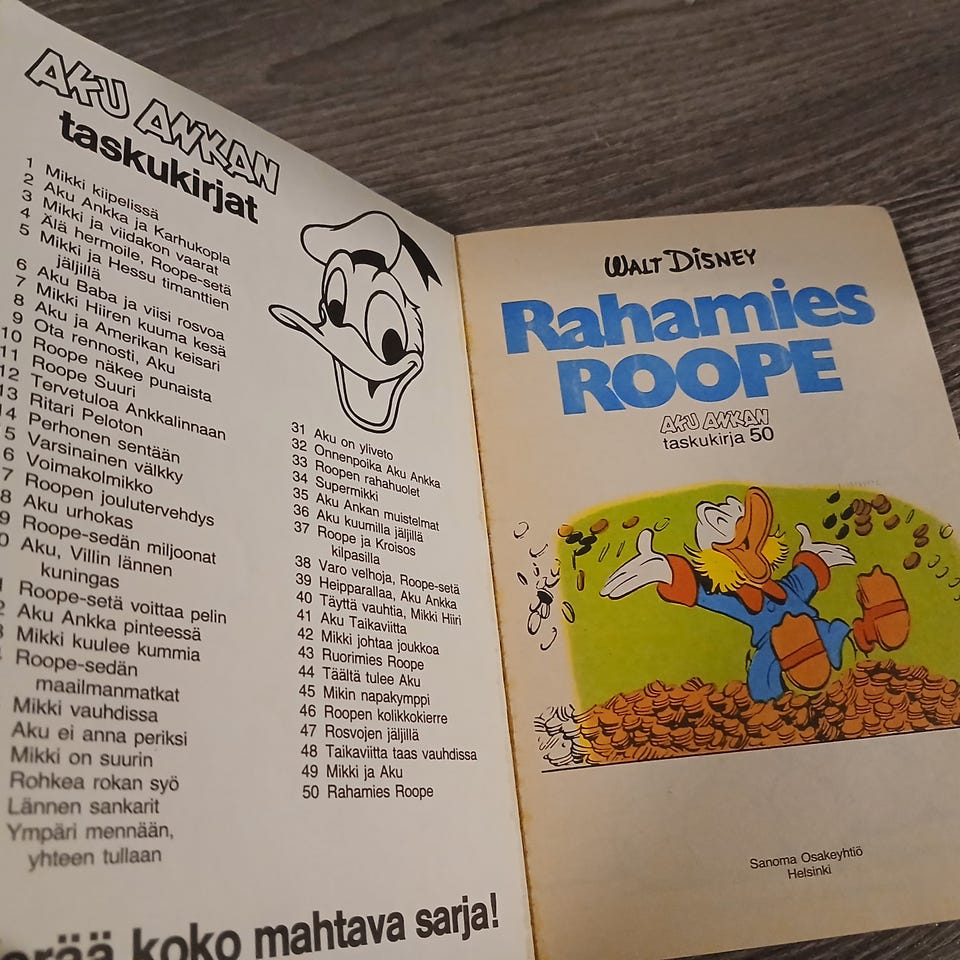 AKU ANKAN
taskukirjat
1 Mikki kiipelissä
2 Aku Ankka ja Karhukopla
3 Mikki ja viidakon vaarat
4 Älä hermoile, Roope-setä
5 Mikki ja Hessu timanttien
jäljillä
6 Aku Baba ja viisi rosvoa
7 Mikki Hiiren kuuma kesä
8 Aku ja Amerikan keisari
9 Ota rennosti, Aku
10 Roope näkee punaista
11 Roope Suuri
12 Tervetuloa Ankkalinnaan
13 Ritari Peloton
14 Perhonen sentään
5 Varsinainen välkky
6 Voimakolmikko
7 Roopen joulutervehdys
8 Aku urhokas
9 Roope-sedän miljoonat
0 Aku, Villin lännen
kuningas
1 Roope-setä voittaa pelin
2 Aku Ankka pinteessä
3 Mikki kuulee kummia
Roope-sedän
maailmanmatkat
Mikki vauhdissa
Aku ei anna periksi
Mikki on suurin
Rohkea rokan syö
Lännen sankarit
Ympäri mennään,
yhteen tullaan
31 Aku on yliveto
32 Onnenpoika Aku Ankka
33 Roopen rahahuolet
34 Supermikki
35 Aku Ankan muistelmat
36 Aku kuumilla jäljillä
37 Roope ja Kroisos
kilpasilla
38 Varo velhoja, Roope-setä
39 Heipparallaa, Aku Ankka
40 Täyttä vauhtia, Mikki Hiiri
41 Aku Taikaviitta
42 Mikki johtaa joukkoa
43 Ruorimies Roope
44 Täältä tulee Aku
45 Mikin napakymppi
46 Roopen kolikkokierre
47 Rosvojen jäljillä
48 Taikaviitta taas vauhdissa
49 Mikki ja Aku
50 Rahamies Roope
koko mahtava sarja!
WALT DISNEY
Rahamies
ROOPE
AKU ANKAN
taskukirja 50
Sanoma Osakeyhtiö
Helsinki